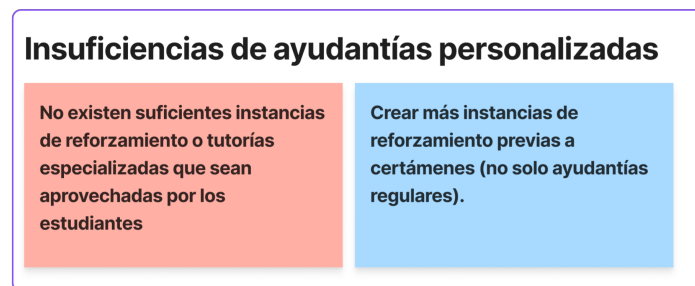 Insuficiencias de ayudantías personalizadas
No existen suficientes instancias
de reforzamiento o tutorías
especializadas que sean
aprovechadas por los
estudiantes
Crear más instancias de
reforzamiento previas a
certámenes (no solo ayudantías
regulares).